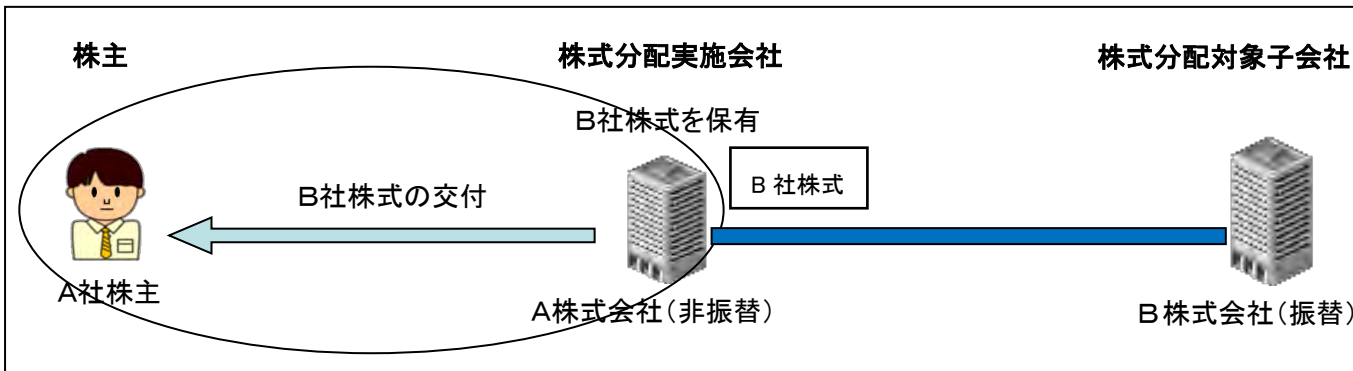 株主
株式分配実施会社
株式分配対象子会社
B社株式を保有
B 社株式
B社株式の交付
A社株主
A株式会社(非振替)
B株式会社(振替)